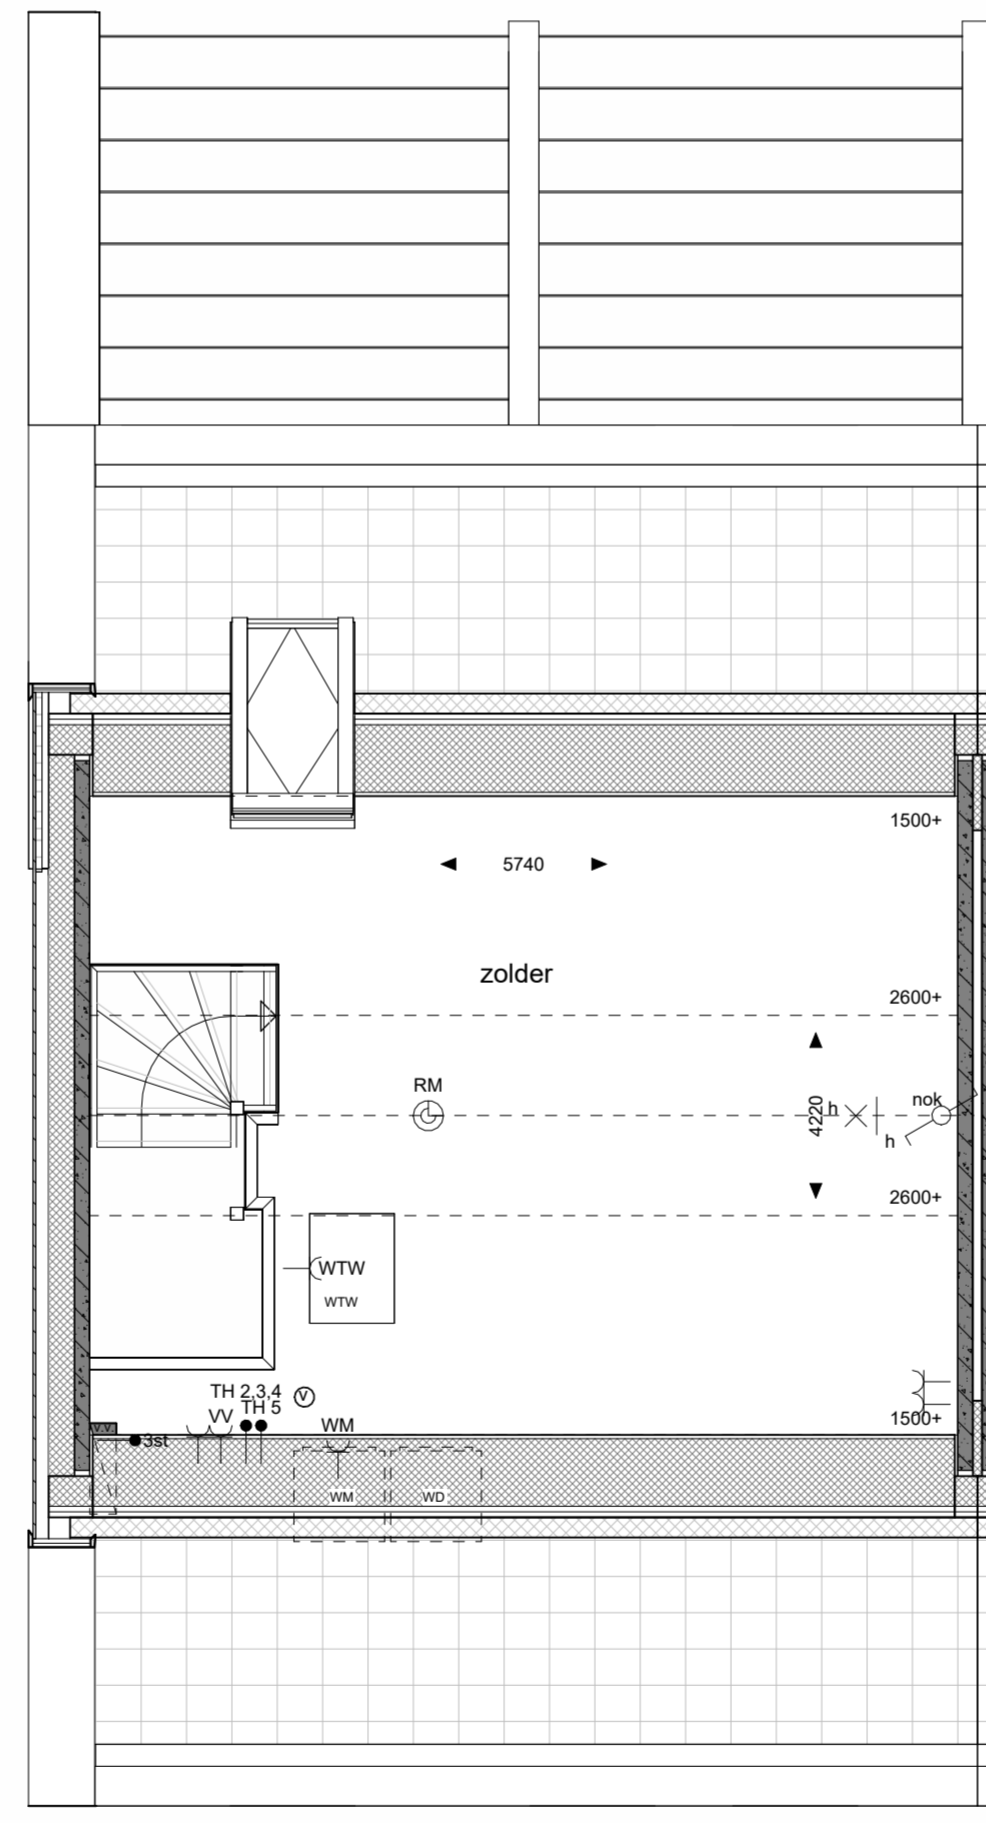 1500+
5740
zolder
2600+
RM
nok
h
4220
h
2600+
WTW
WTW
TH 2,3,4
V
TH 5
VV
1500+
V.V.
3st
WM
WM
WD